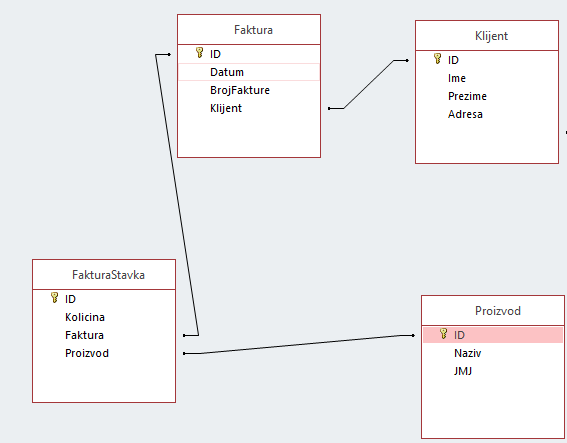 Faktura
ID
Datum
BrojFakture
Klijent
Klijent
ID
Ime
Prezime
Adresa
FakturaStavka
ID
Kolicina
Faktura
Proizvod
Proizvod
ID
Naziv
JMJ